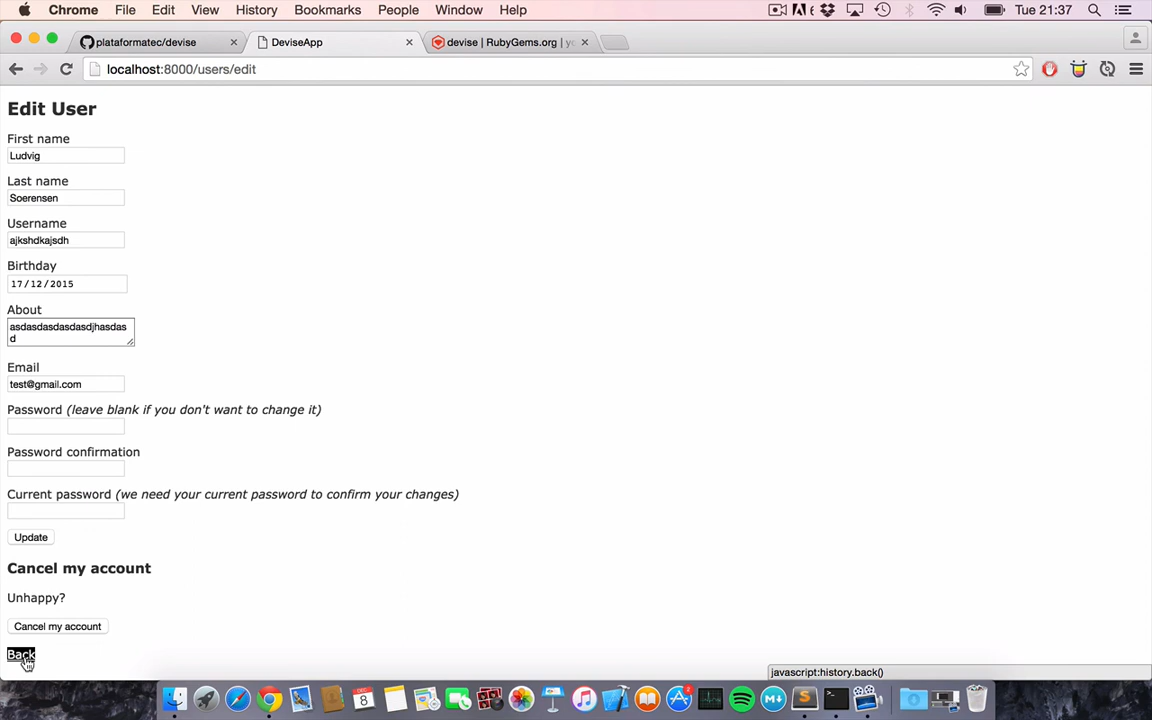 Chrome File Edit View History Bookmarks People Window Help Tue 21:37
plataformatec/devise DeviseApp devise | RubyGems.org | yo
localhost:8000/users/edit
Edit User
First name
Ludvig
Last name
Soerensen
Username
ajkshdkajsdh
Birthday
17/12/2015
About
asdasdasdasdasdjhasdas
d
Email
test@gmail.com
Password (leave blank if you don't want to change it)
Password confirmation
Current password (we need your current password to confirm your changes)
Update
Cancel my account
Unhappy?
Cancel my account
Back
javascript:history.back()